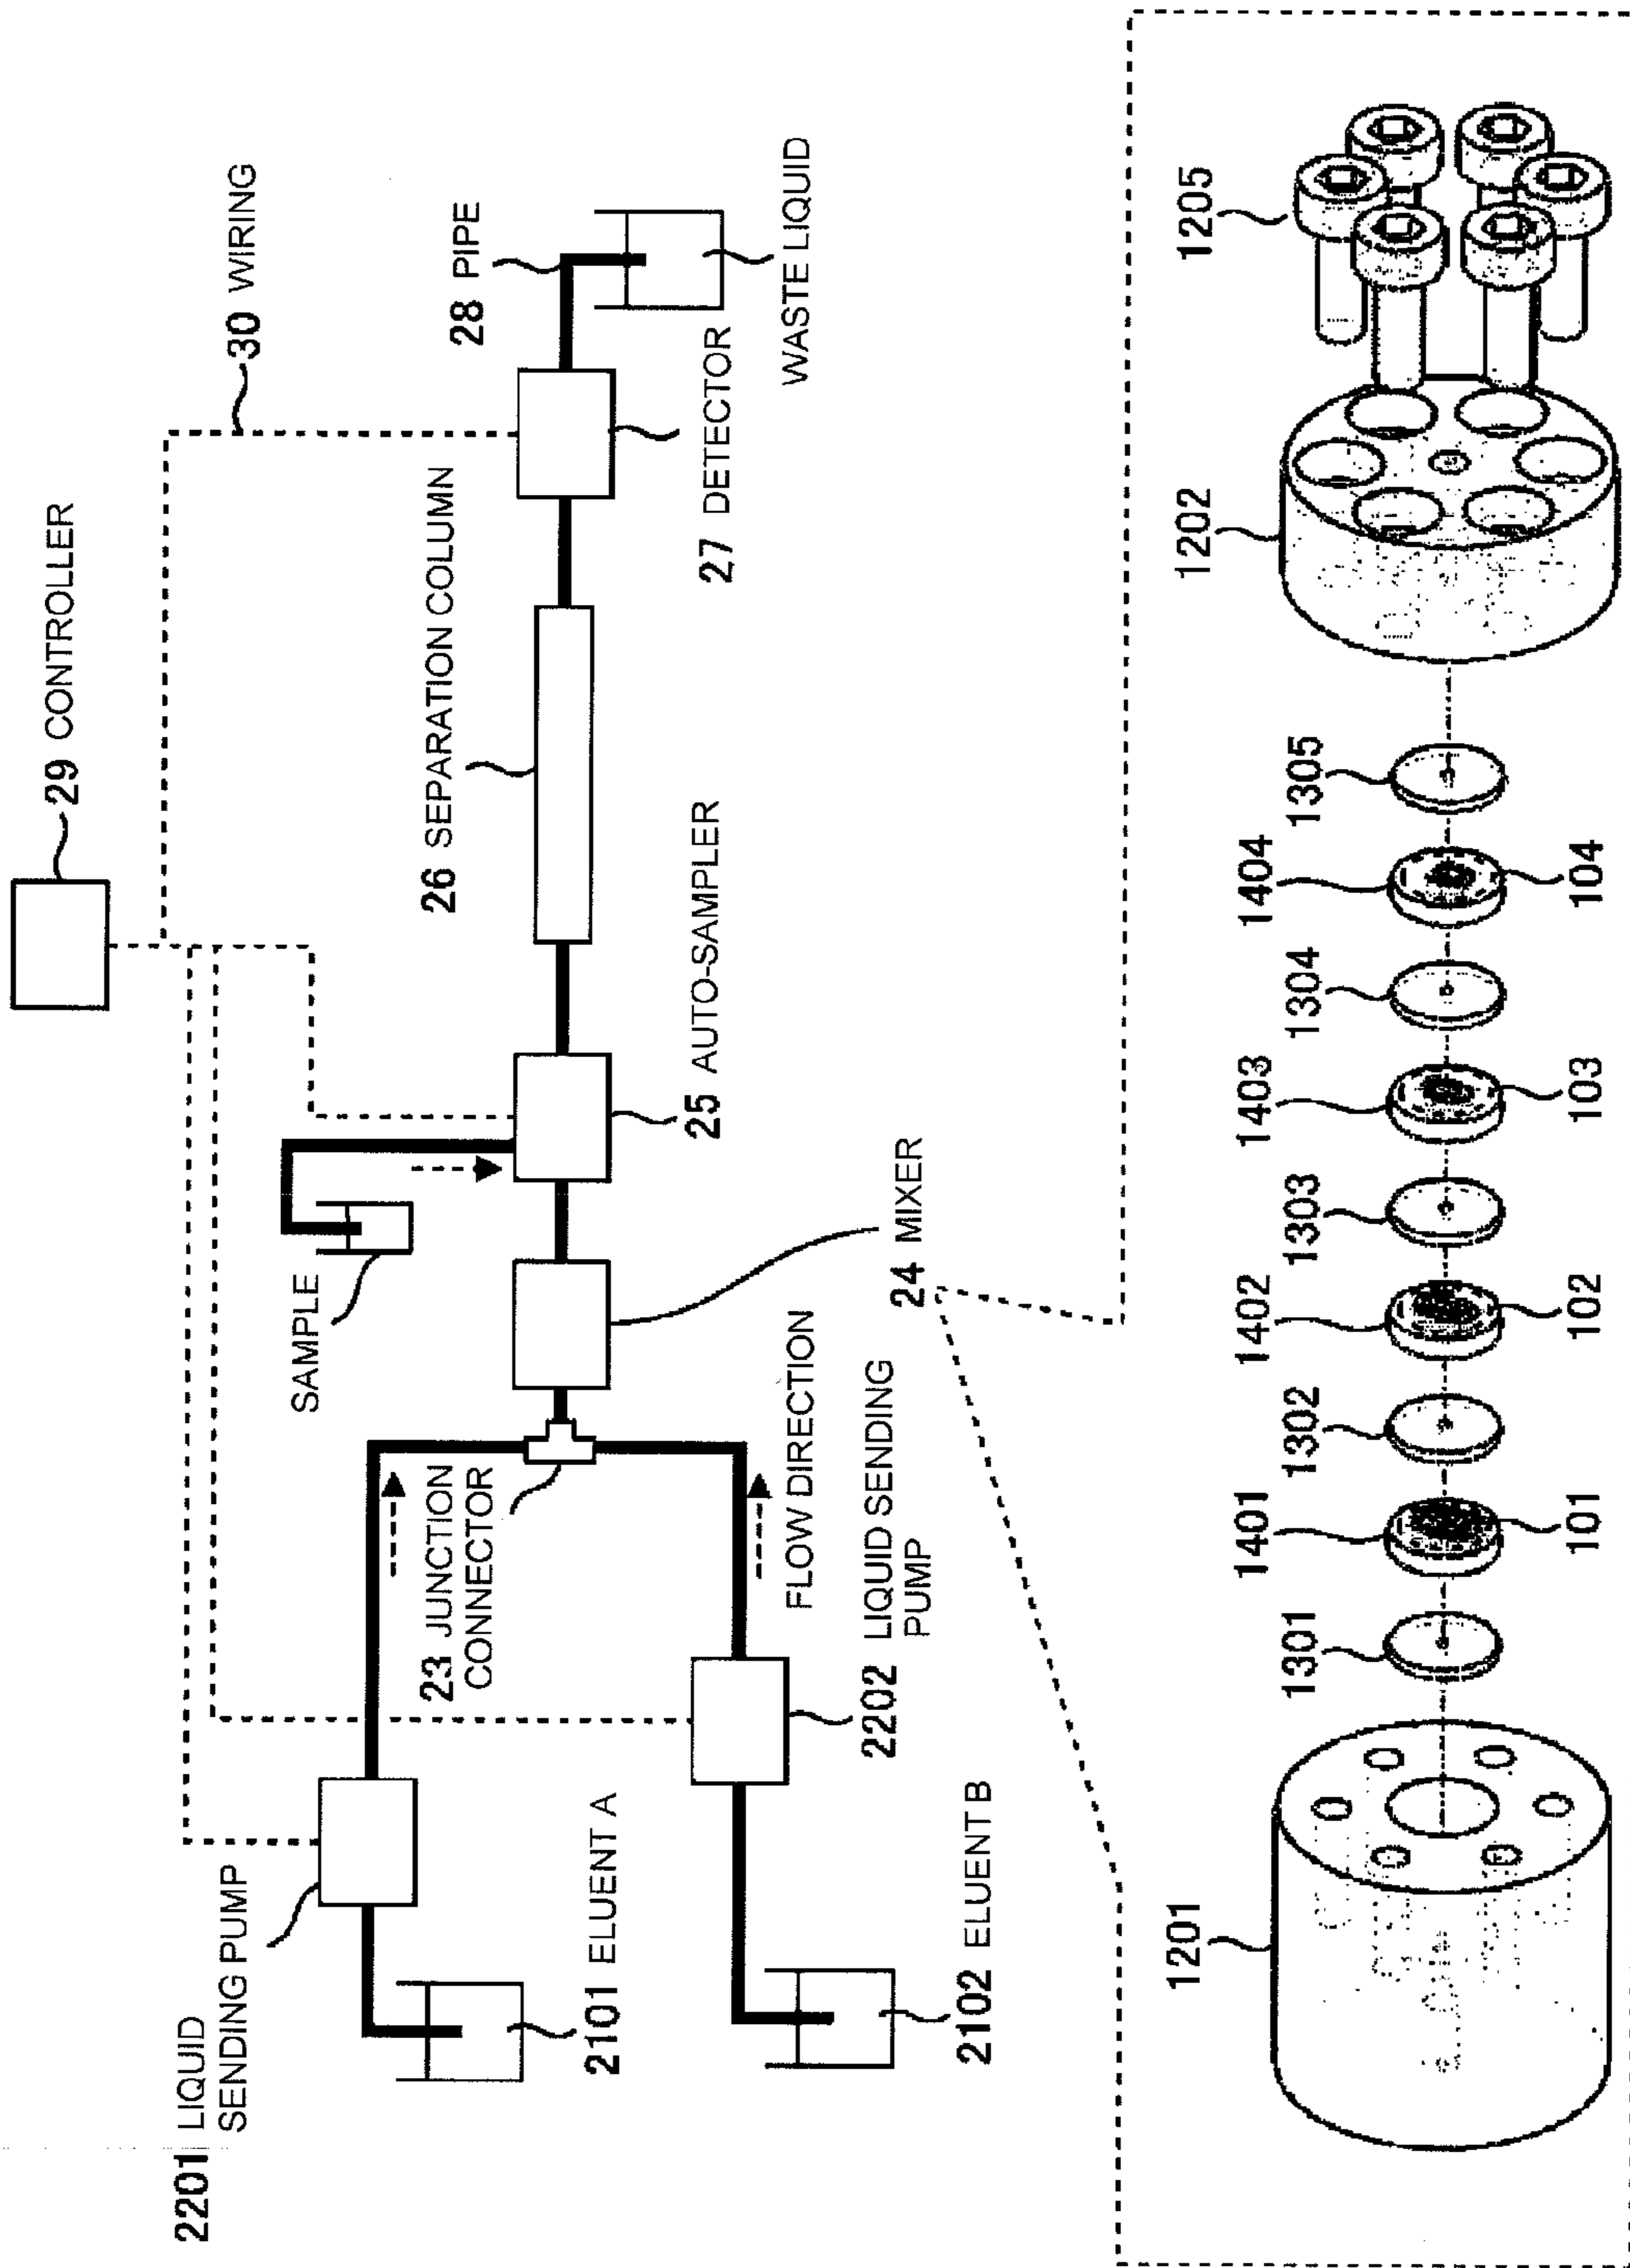 29 CONTROLLER
30 WIRING
2201 LIQUID
SENDING PUMP
SAMPLE
26 SEPARATION COLUMN
28 PIPE
23 JUNCTION
CONNECTOR
2101 ELUENT A
25 AUTO-SAMPLER
27 DETECTOR
WASTE LIQUID
FLOW DIRECTION
24 MIXER
2202 LIQUID SENDING
PUMP
2102 ELUENT B
1201
1301
1401
1302
1402
1303
1403
1304
1404
1305
1202
1205
101
102
103
104